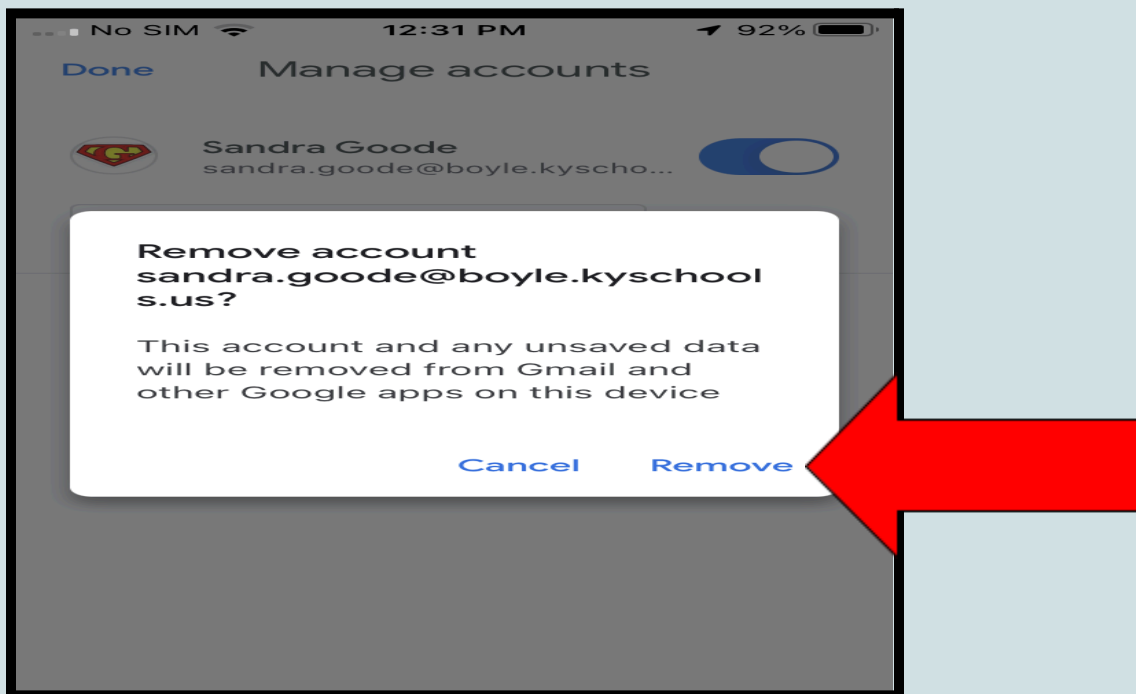 No SIM 12:31 PM 92%
Done Manage accounts
G
Sandra Goode
sandra.goode@boyle.kyscho...
Remove account
sandra.goode@boyle.kyschool
s.us?
This account and any unsaved data
will be removed from Gmail and
other Google apps on this device
Cancel Remove